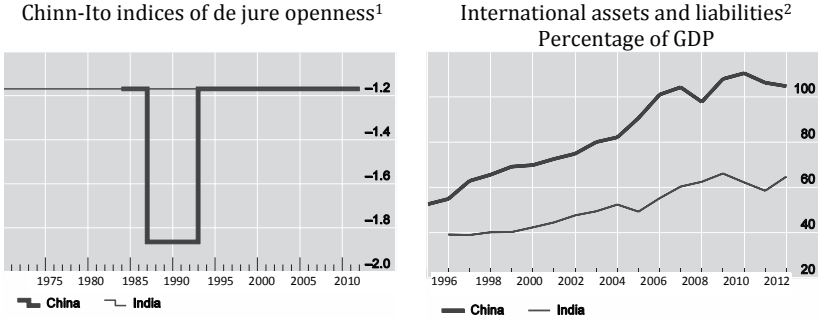 Chinn-Ito indices of de jure openness¹
–1.2
–1.4
–1.6
–1.8
–2.0
1975 1980 1985 1990 1995 2000 2005 2010
China India
International assets and liabilities²
Percentage of GDP
100
80
60
40
20
1996 1998 2000 2002 2004 2006 2008 2010 2012
China India